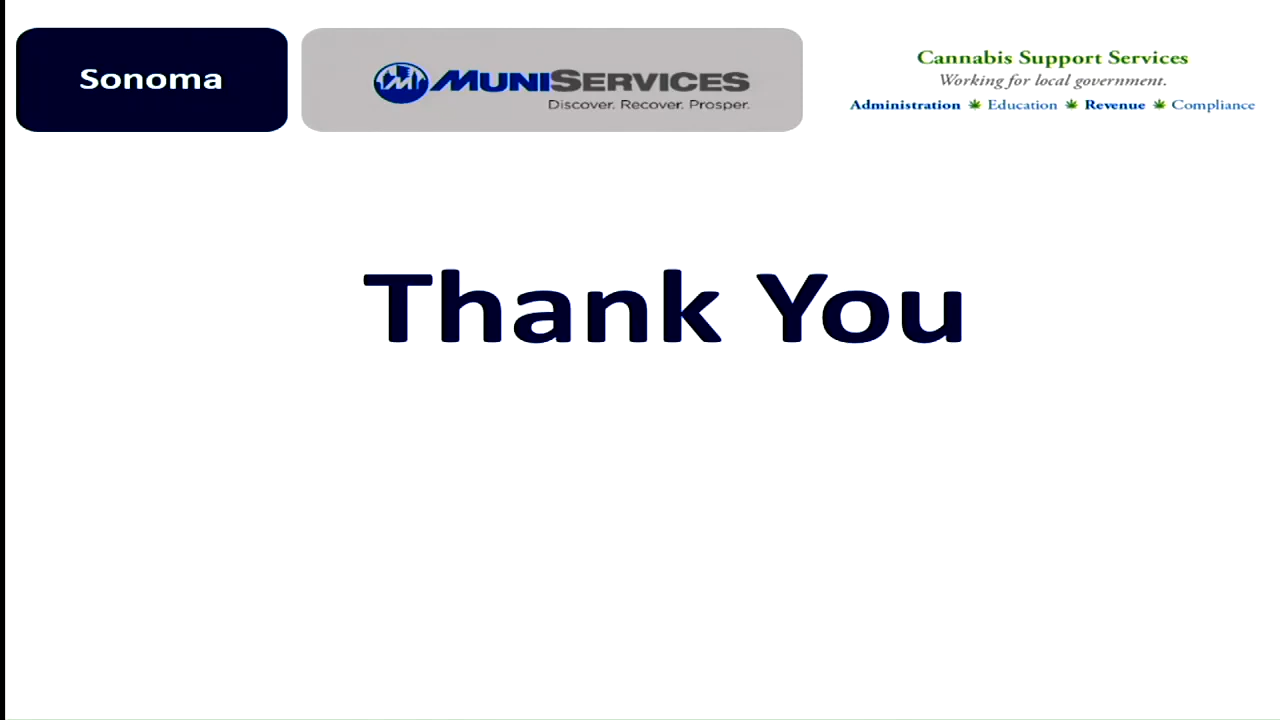 Sonoma
MUNISERVICES
Discover. Recover. Prosper.
Cannabis Support Services
Working for local government.
Administration Education Revenue Compliance
Thank You